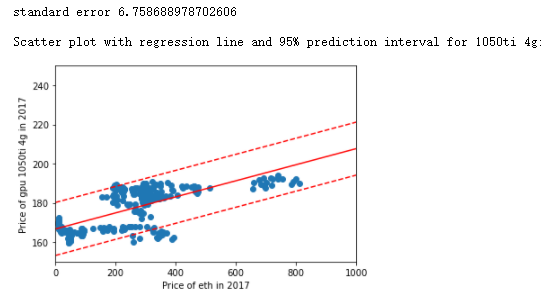 standard error 6.758688978702606
Scatter plot with regression line and 95% prediction interval for 1050ti 4g
240
220
200
180
160
Price of gpu 1050ti 4g in 2017
0 200 400 600 800 1000
Price of eth in 2017